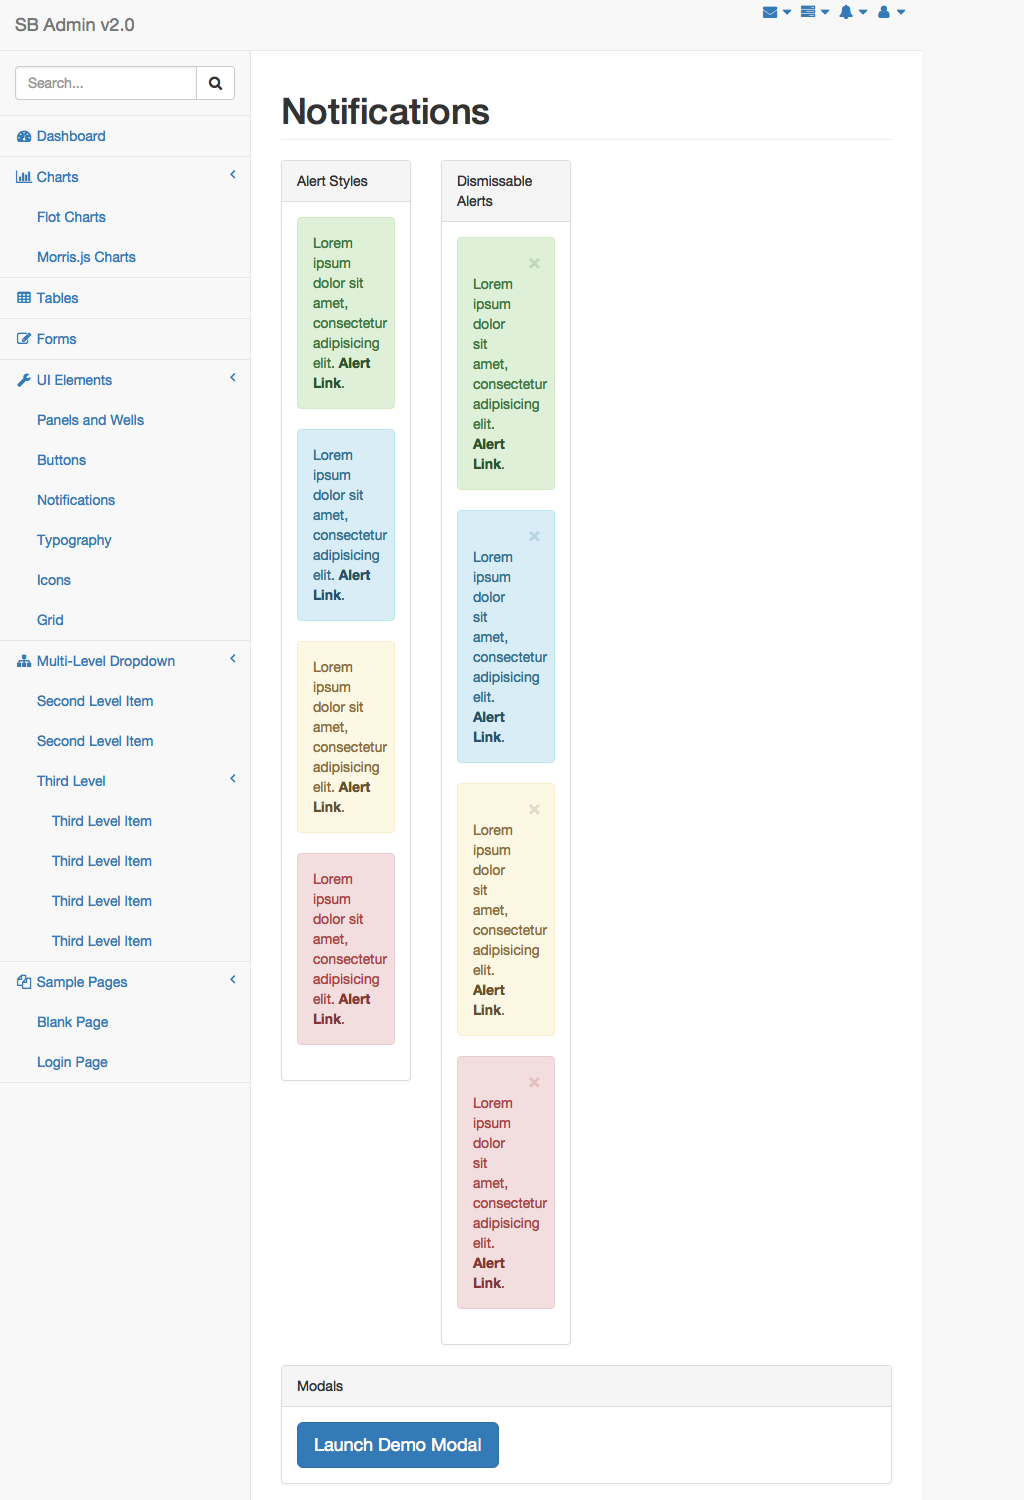 SB Admin v2.0
Search...
Dashboard
Charts
Flot Charts
Morris.js Charts
Tables
Forms
UI Elements
Panels and Wells
Buttons
Notifications
Typography
Icons
Grid
Multi-Level Dropdown
Second Level Item
Second Level Item
Third Level
Third Level Item
Third Level Item
Third Level Item
Third Level Item
Sample Pages
Blank Page
Login Page
Notifications
Alert Styles
Lorem
ipsum
dolor sit
amet,
consectetur
adipisicing
elit. Alert
Link.
Lorem
ipsum
dolor sit
amet,
consectetur
adipisicing
elit. Alert
Link.
Lorem
ipsum
dolor sit
amet,
consectetur
adipisicing
elit. Alert
Link.
Lorem
ipsum
dolor sit
amet,
consectetur
adipisicing
elit. Alert
Link.
Dismissable
Alerts
Lorem
ipsum
dolor
sit
amet,
consectetur
adipisicing
elit.
Alert
Link.
Lorem
ipsum
dolor
sit
amet,
consectetur
adipisicing
elit.
Alert
Link.
Lorem
ipsum
dolor
sit
amet,
consectetur
adipisicing
elit.
Alert
Link.
Lorem
ipsum
dolor
sit
amet,
consectetur
adipisicing
elit.
Alert
Link.
Modals
Launch Demo Modal